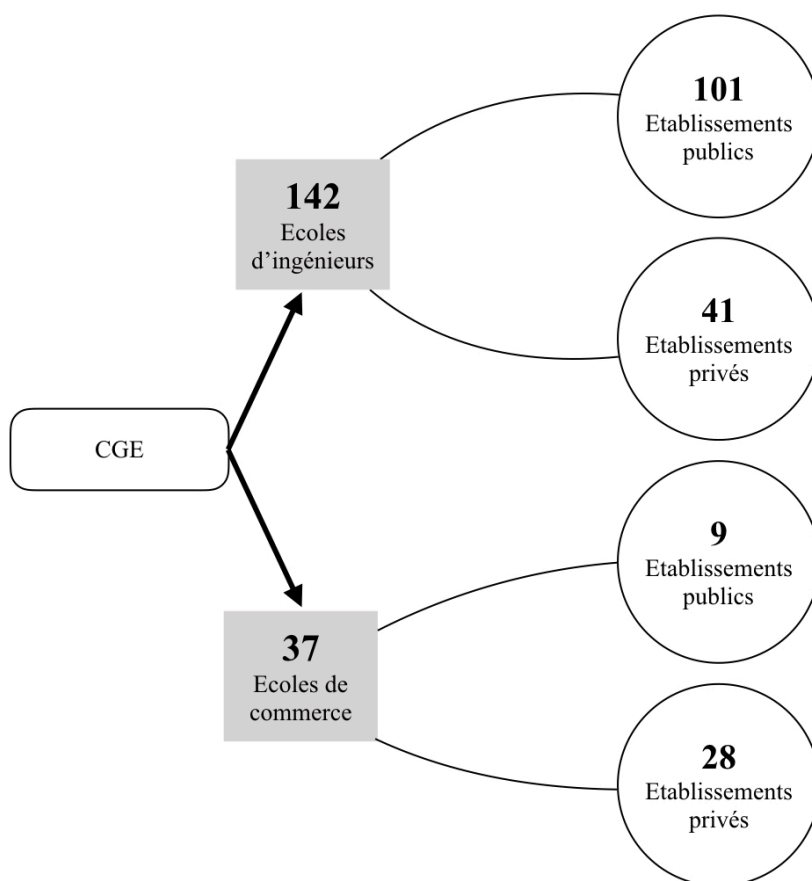 101
Etablissements
publics
142
Ecoles
d'ingénieurs
41
Etablissements
privés
CGE
9
Etablissements
publics
37
Ecoles de
commerce
28
Etablissements
privés